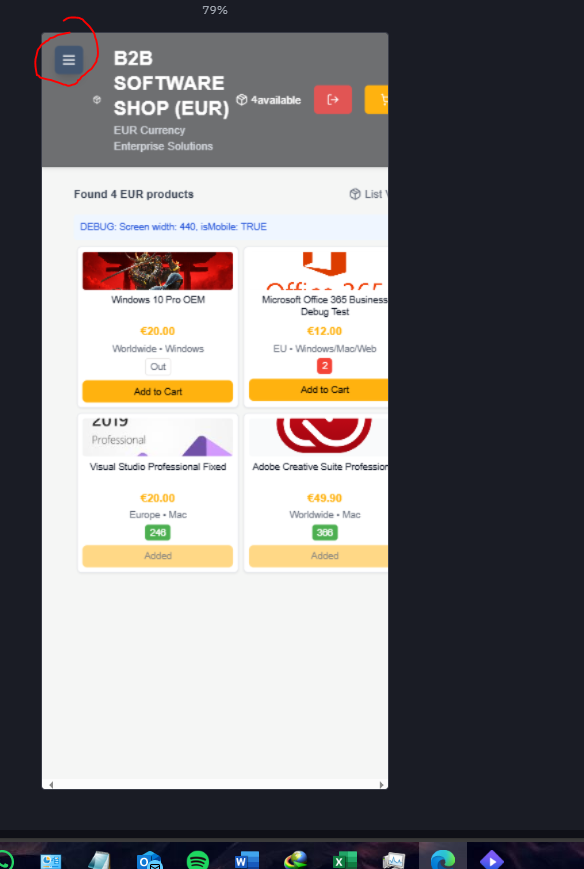 79%
B2B
SOFTWARE
SHOP (EUR)
4available
EUR Currency
Enterprise Solutions
Found 4 EUR products
List
DEBUG: Screen width: 440, isMobile: TRUE
Windows 10 Pro OEM
€20.00
Worldwide • Windows
Out
Add to Cart
Office 365
Microsoft Office 365 Business
Debug Test
€12.00
EU • Windows/Mac/Web
2
Add to Cart
2019
Professional
Visual Studio Professional Fixed
€20.00
Europe • Mac
246
Added
Adobe Creative Suite Profession
€49.90
Worldwide • Mac
366
Added